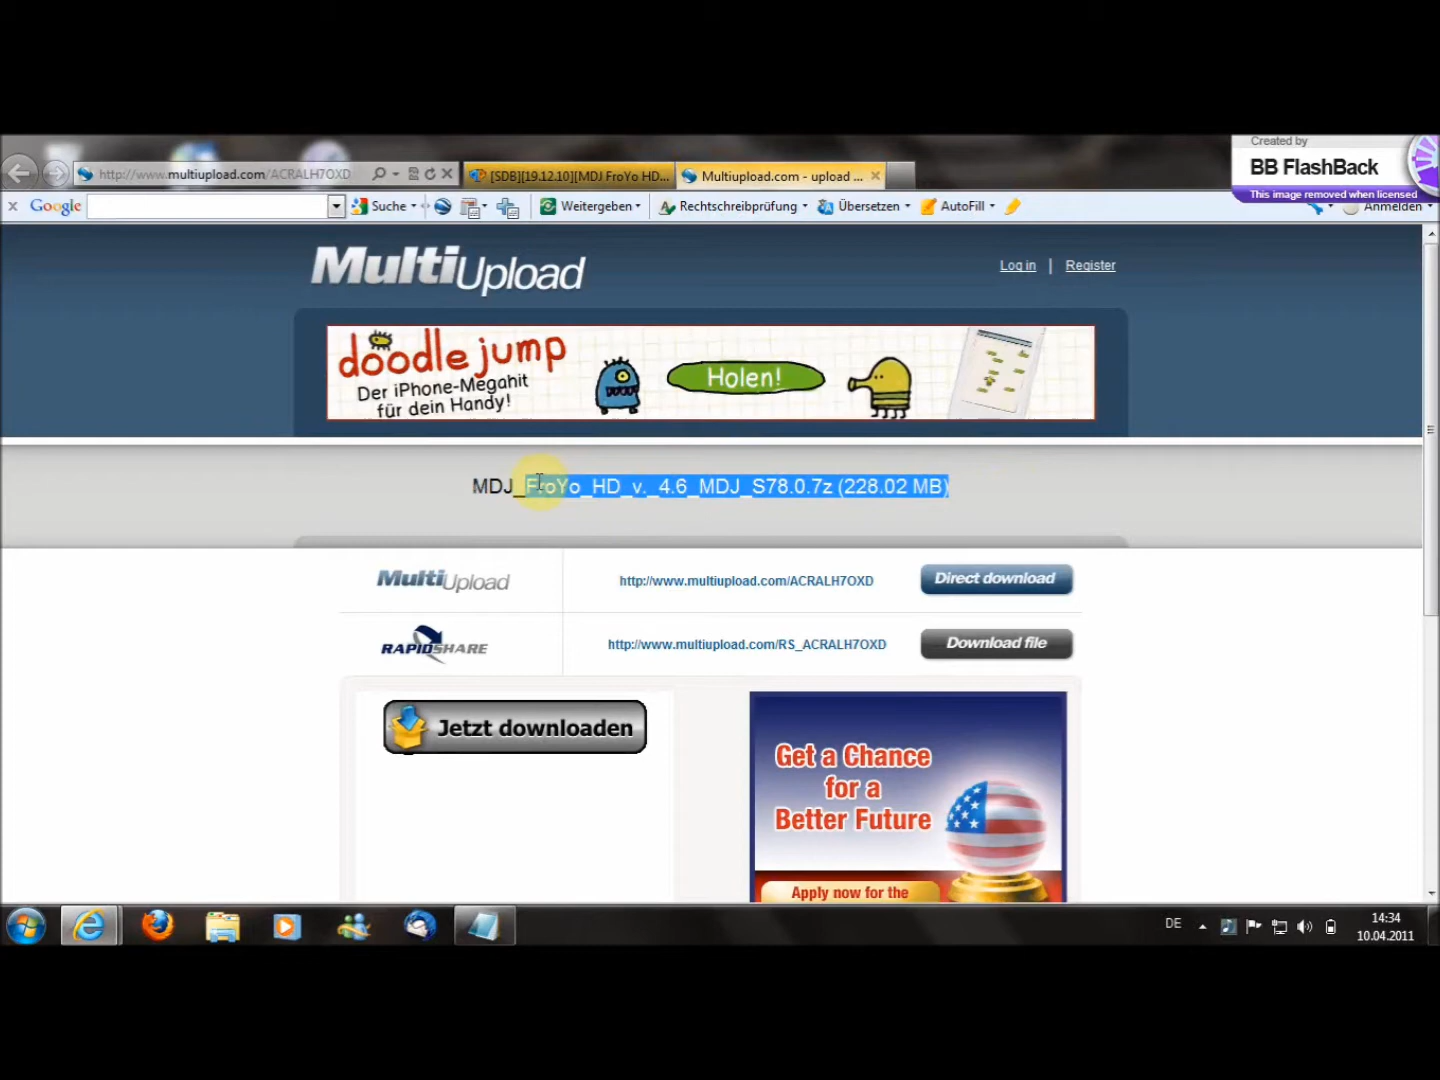 Created by
BB FlashBack
This image removed when licensed
http://www.multiupload.com/ACRALH7OXD
[SDB][19.12.10][MDJ FroYo HD...
Multiupload.com - upload ...
Google
Suche
Weitergeben
Rechtschreibprüfung
Übersetzen
AutoFill
Anmelden
MultiUpload
Log in | Register
doodle jump
Der iPhone-Megahit
für dein Handy!
Holen!
MDJ_FroYo_HD_v._4.6_MDJ_S78.0.7z (228.02 MB)
MultiUpload
http://www.multiupload.com/ACRALH7OXD
Direct download
RAPIDSHARE
http://www.multiupload.com/RS_ACRALH7OXD
Download file
Jetzt downloaden
Get a Chance
for a
Better Future
Apply now for the
DE
14:34
10.04.2011